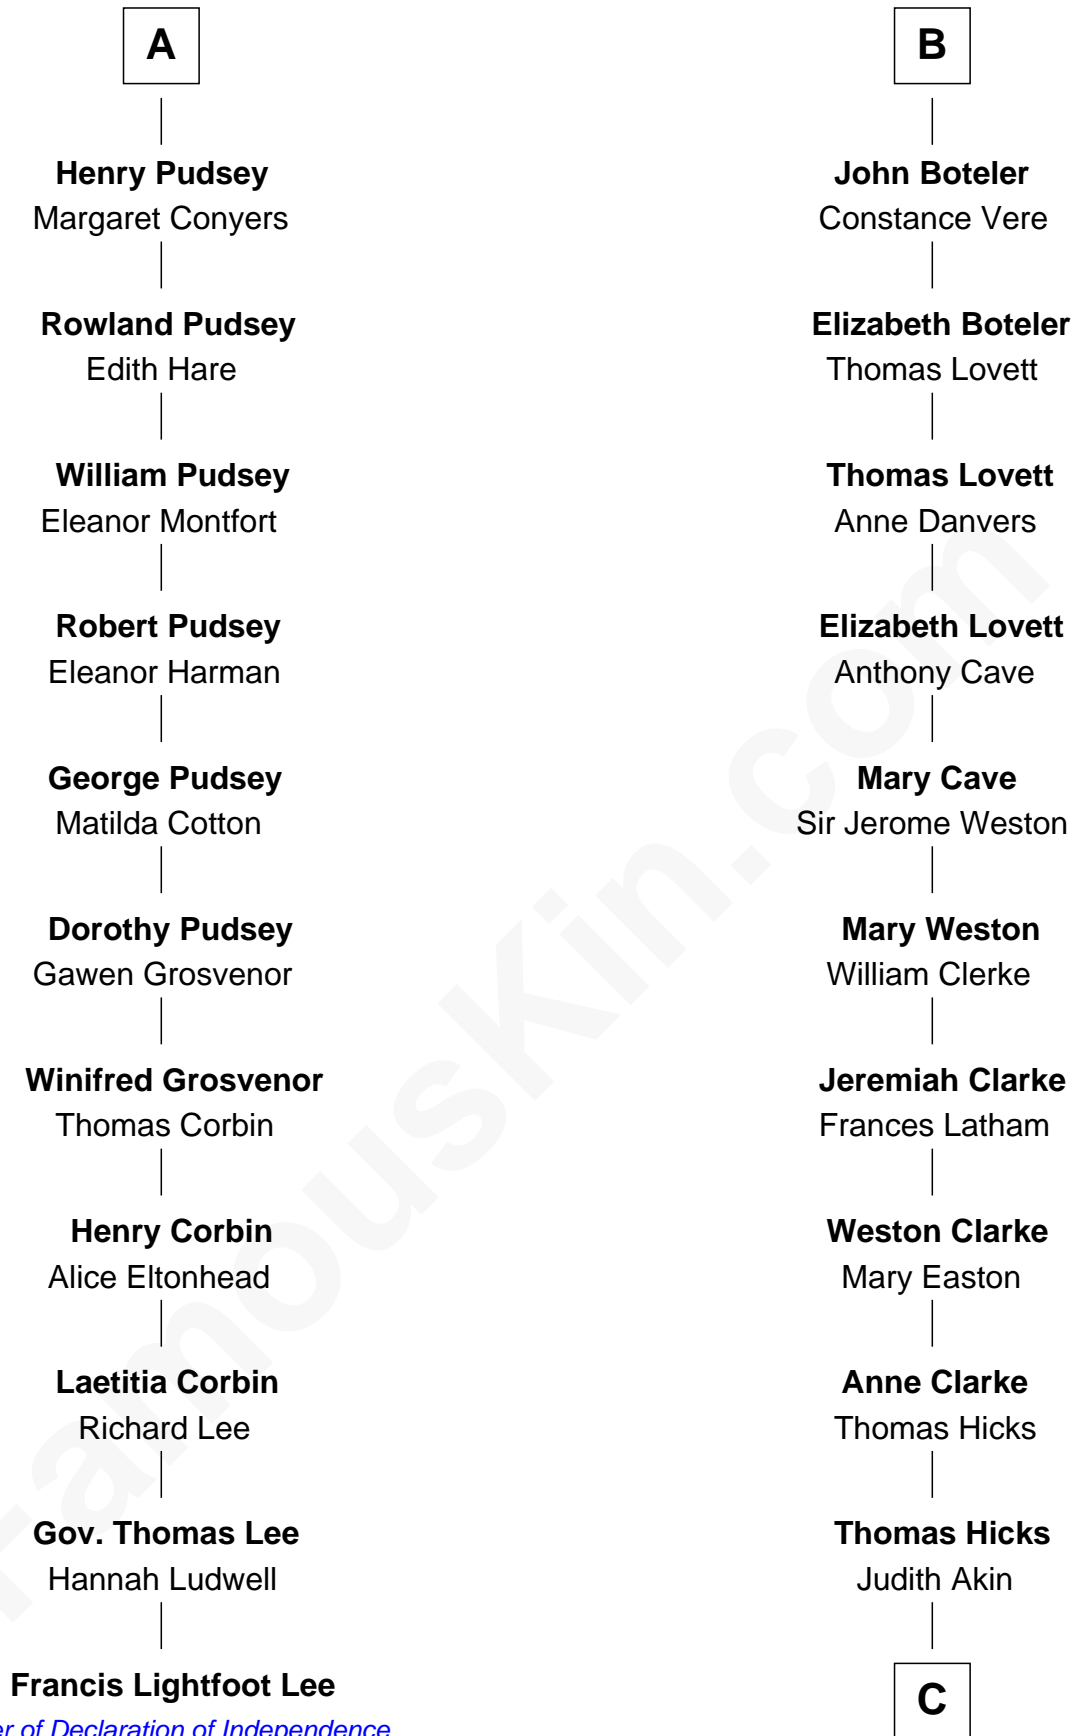 A
Henry Pudsey
Margaret Conyers
Rowland Pudsey
Edith Hare
William Pudsey
Eleanor Montfort
Robert Pudsey
Eleanor Harman
George Pudsey
Matilda Cotton
Dorothy Pudsey
Gawen Grosvenor
Winifred Grosvenor
Thomas Corbin
Henry Corbin
Alice Eltonhead
Laetitia Corbin
Richard Lee
Gov. Thomas Lee
Hannah Ludwell
Francis Lightfoot Lee
of Declaration of Independence
B
John Boteler
Constance Vere
Elizabeth Boteler
Thomas Lovett
Thomas Lovett
Anne Danvers
Elizabeth Lovett
Anthony Cave
Mary Cave
Sir Jerome Weston
Mary Weston
William Clerke
Jeremiah Clarke
Frances Latham
Weston Clarke
Mary Easton
Anne Clarke
Thomas Hicks
Thomas Hicks
Judith Akin
C
FamousKin.com